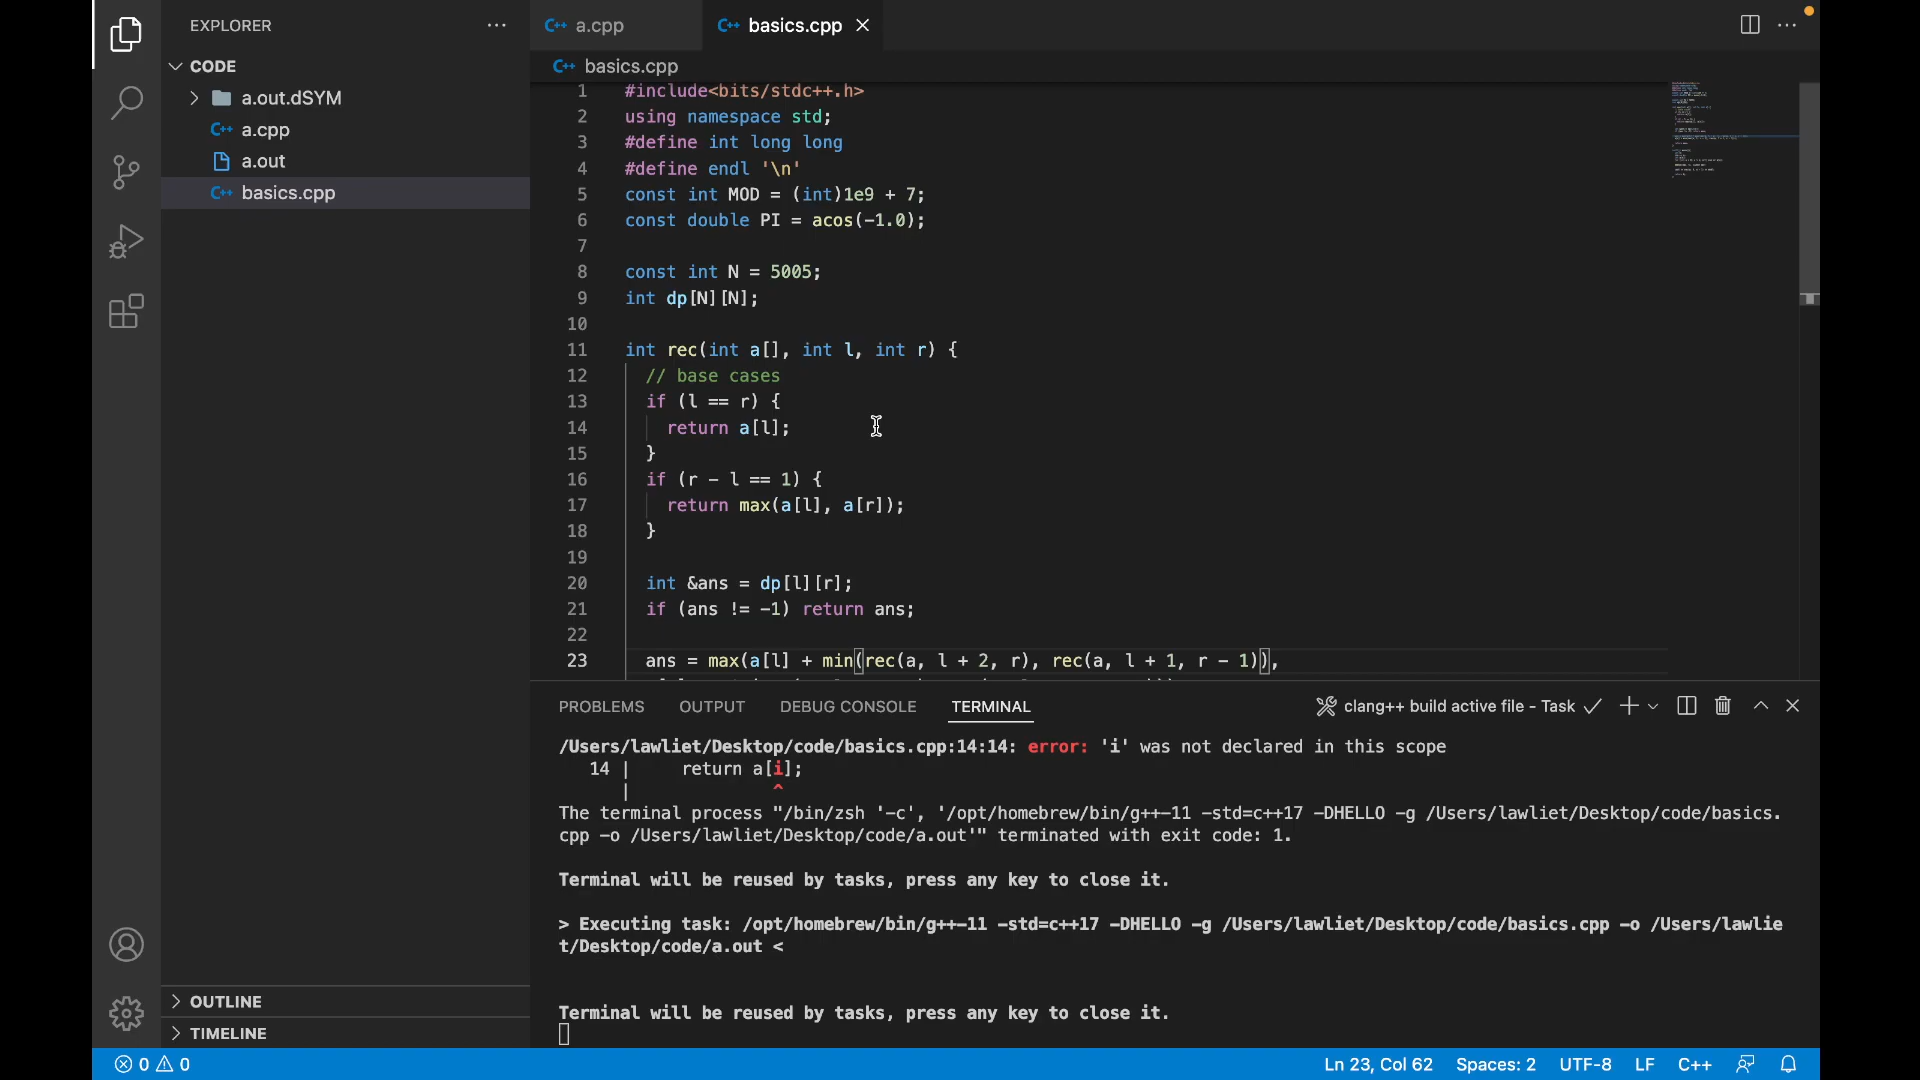 EXPLORER
CODE
a.out.dSYM
a.cpp
a.out
basics.cpp
OUTLINE
TIMELINE
C++ a.cpp
C++ basics.cpp
C++ basics.cpp
1 #include<bits/stdc++.h>
2 using namespace std;
3 #define int long long
4 #define endl '\n'
5 const int MOD = (int)1e9 + 7;
6 const double PI = acos(-1.0);
7
8 const int N = 5005;
9 int dp[N][N];
10
11 int rec(int a[], int l, int r) {
12 // base cases
13 if (l == r) {
14 return a[l];
15 }
16 if (r - l == 1) {
17 return max(a[l], a[r]);
18 }
19
20 int &ans = dp[l][r];
21 if (ans != -1) return ans;
22
23 ans = max(a[l] + min(rec(a, l + 2, r), rec(a, l + 1, r - 1)),
PROBLEMS OUTPUT DEBUG CONSOLE TERMINAL
clang++ build active file - Task
/Users/lawliet/Desktop/code/basics.cpp:14:14: error: 'i' was not declared in this scope
14 | return a[i];
| ^
The terminal process "/bin/zsh '-c', '/opt/homebrew/bin/g++-11 -std=c++17 -DHELLO -g /Users/lawliet/Desktop/code/basics.
cpp -o /Users/lawliet/Desktop/code/a.out'" terminated with exit code: 1.
Terminal will be reused by tasks, press any key to close it.
> Executing task: /opt/homebrew/bin/g++-11 -std=c++17 -DHELLO -g /Users/lawliet/Desktop/code/basics.cpp -o /Users/lawlie
t/Desktop/code/a.out <
Terminal will be reused by tasks, press any key to close it.
0 0
Ln 23, Col 62 Spaces: 2 UTF-8 LF C++